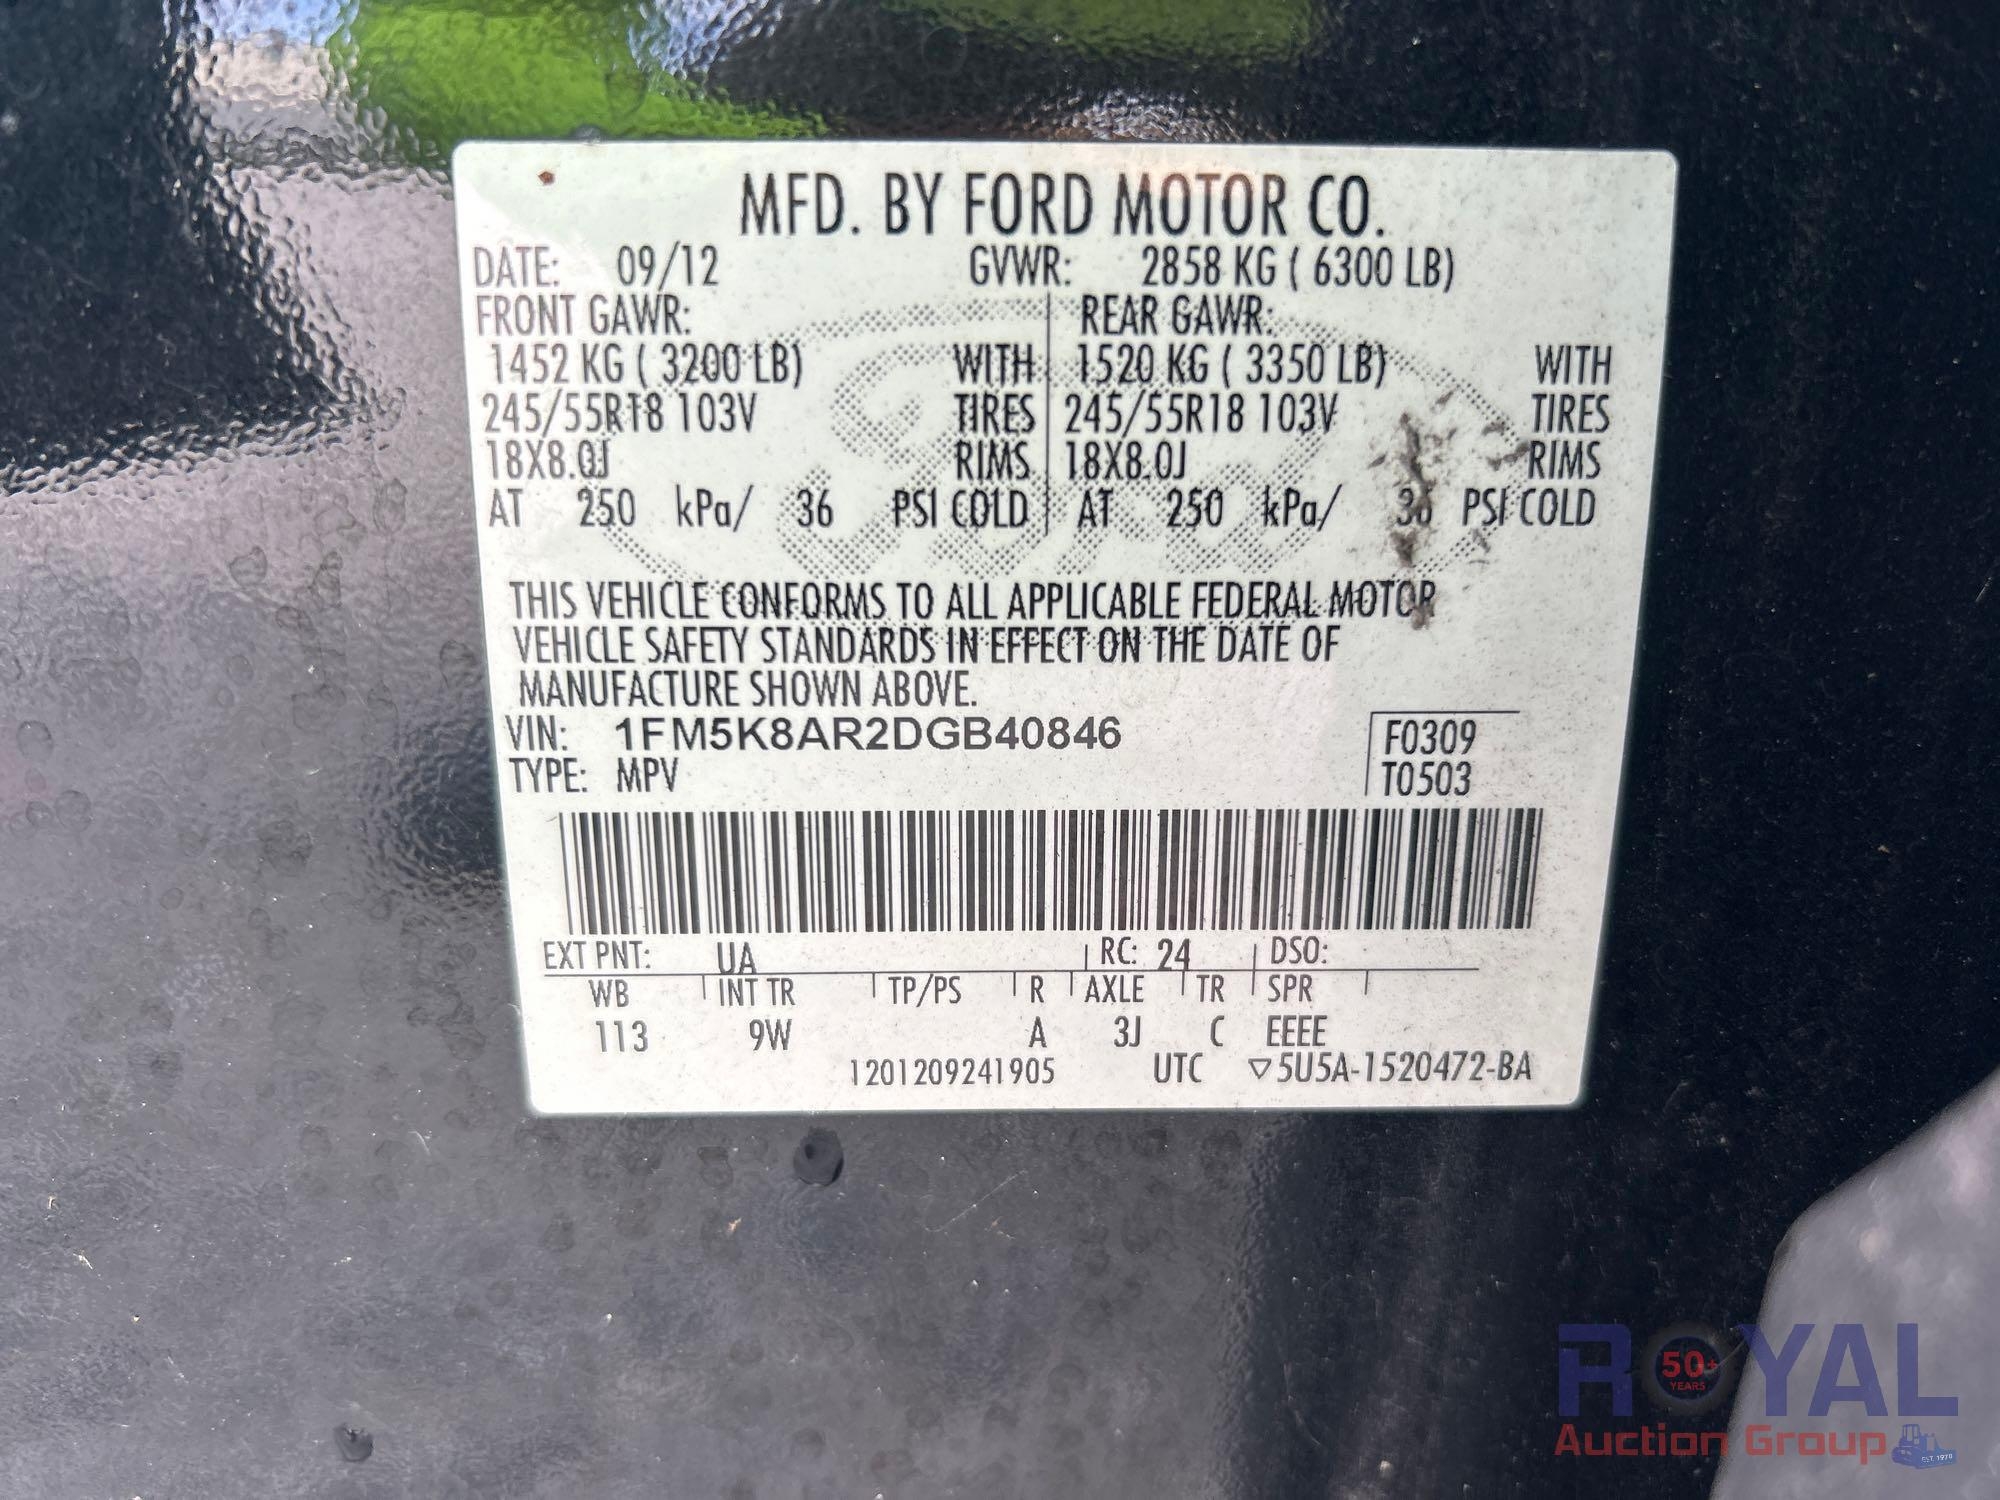 MFD. BY FORD MOTOR CO.
DATE: 09/12 GVWR: 2858 KG ( 6300 LB)
FRONT GAWR: REAR GAWR:
1452 KG ( 3200 LB) WITH 1520 KG ( 3350 LB) WITH
245/55R18 103V TIRES 245/55R18 103V TIRES
18X8.0J RIMS 18X8.0J RIMS
AT 250 kPa/ 36 PSI COLD AT 250 kPa/ 36 PSI COLD
THIS VEHICLE CONFORMS TO ALL APPLICABLE FEDERAL MOTOR
VEHICLE SAFETY STANDARDS IN EFFECT ON THE DATE OF
MANUFACTURE SHOWN ABOVE.
VIN: 1FM5K8AR2DGB40846 F0309
TYPE: MPV T0503
EXT PNT: UA RC: 24 DSO:
WB INT TR TP/PS R AXLE TR SPR
113 9W A 3J C EEEE
1201209241905 UTC ▽5U5A-1520472-BA
Ford
ROYAL
50+
YEARS
Auction Group
EST. 1970